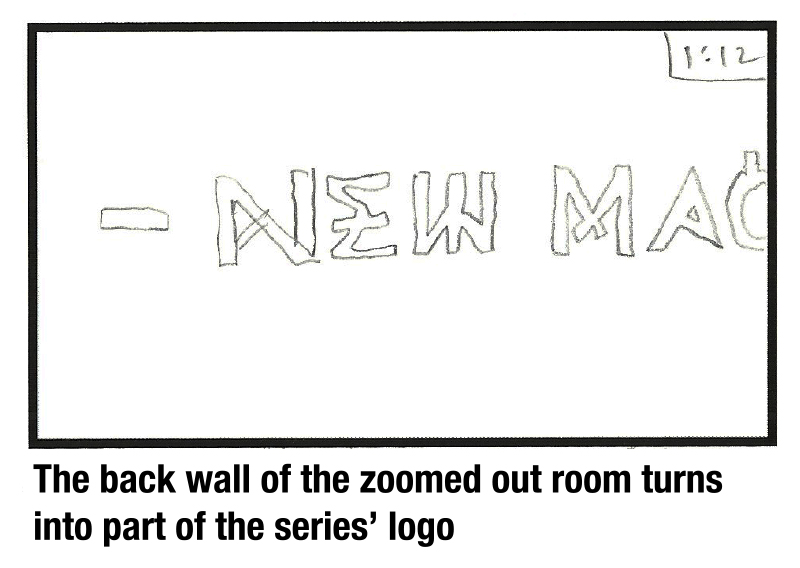 1:12
- NEW MAC
The back wall of the zoomed out room turns
into part of the series' logo